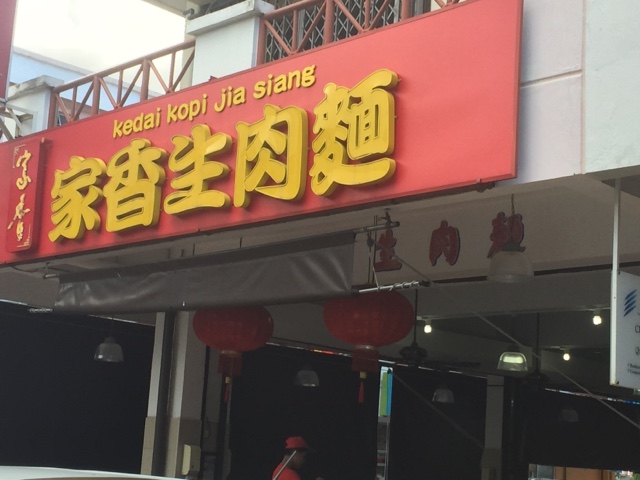 kedai kopi jia siang
家香生肉麵
家香
生肉麵